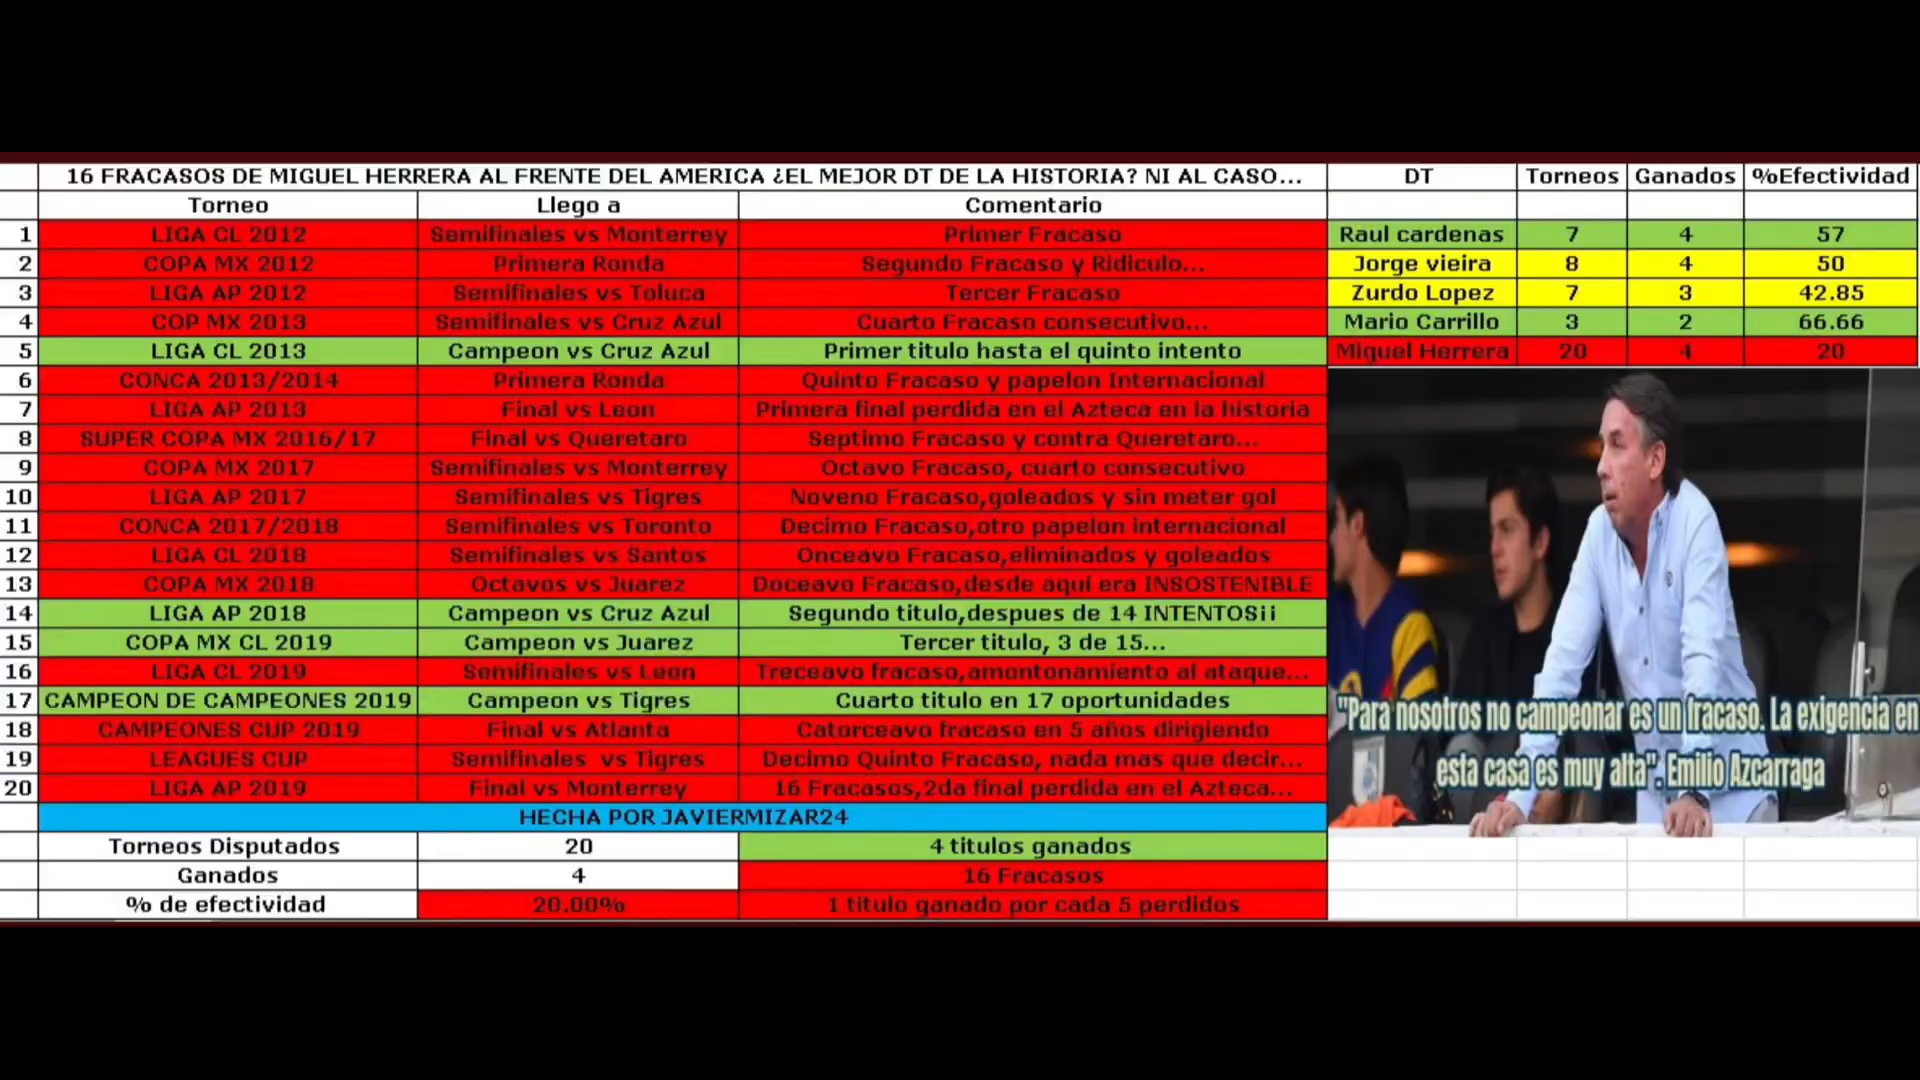 16 FRACASOS DE MIGUEL HERRERA AL FRENTE DEL AMERICA ¿EL MEJOR DT DE LA HISTORIA? NI AL CASO...
Torneo Llego a Comentario
1 LIGA CL 2012 Semifinales vs Monterrey Primer Fracaso
2 COPA MX 2012 Primera Ronda Segundo Fracaso y Ridiculo...
3 LIGA AP 2012 Semifinales vs Toluca Tercer Fracaso
4 COP MX 2013 Semifinales vs Cruz Azul Cuarto Fracaso consecutivo...
5 LIGA CL 2013 Campeon vs Cruz Azul Primer titulo hasta el quinto intento
6 CONCA 2013/2014 Primera Ronda Quinto Fracaso y papelon Internacional
7 LIGA AP 2013 Final vs Leon Primera final perdida en el Azteca en la historia
8 SUPER COPA MX 2016/17 Final vs Queretaro Septimo Fracaso y contra Queretaro...
9 COPA MX 2017 Semifinales vs Monterrey Octavo Fracaso, cuarto consecutivo
10 LIGA AP 2017 Semifinales vs Tigres Noveno Fracaso,goleados y sin meter gol
11 CONCA 2017/2018 Semifinales vs Toronto Decimo Fracaso,otro papelon internacional
12 LIGA CL 2018 Semifinales vs Santos Onceavo Fracaso,eliminados y goleados
13 COPA MX 2018 Octavos vs Juarez Doceavo Fracaso,desde aqui era INSOSTENIBLE
14 LIGA AP 2018 Campeon vs Cruz Azul Segundo titulo,despues de 14 INTENTOS¡¡
15 COPA MX CL 2019 Campeon vs Juarez Tercer titulo, 3 de 15...
16 LIGA CL 2019 Semifinales vs Leon Treceavo fracaso,amontonamiento al ataque...
17 CAMPEON DE CAMPEONES 2019 Campeon vs Tigres Cuarto titulo en 17 oportunidades
18 CAMPEONES CUP 2019 Final vs Atlanta Catorceavo fracaso en 5 años dirigiendo
19 LEAGUES CUP Semifinales vs Tigres Decimo Quinto Fracaso, nada mas que decir...
20 LIGA AP 2019 Final vs Monterrey 16 Fracasos,2da final perdida en el Azteca...
HECHA POR JAVIERMIZAR24
Torneos Disputados 20 4 titulos ganados
Ganados 4 16 Fracasos
% de efectividad 20.00% 1 titulo ganado por cada 5 perdidos
DT Torneos Ganados %Efectividad
Raul cardenas 7 4 57
Jorge vieira 8 4 50
Zurdo Lopez 7 3 42.85
Mario Carrillo 3 2 66.66
Miguel Herrera 20 4 20
"Para nosotros no campeonar es un fracaso. La exigencia en
esta casa es muy alta". Emilio Azcarraga